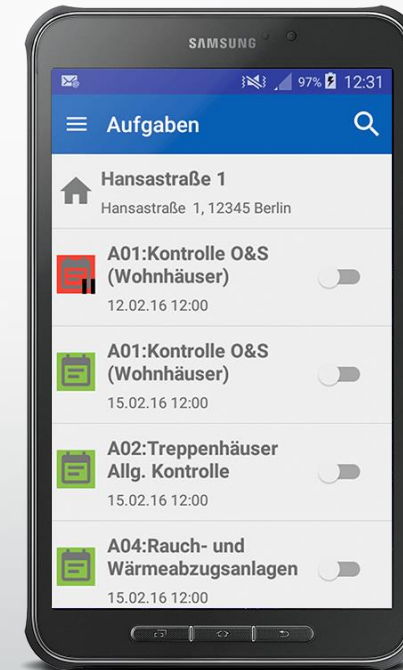 SAMSUNG
97% 12:31
Aufgaben
Hansastraße 1
Hansastraße 1, 12345 Berlin
A01:Kontrolle O&S
(Wohnhäuser)
12.02.16 12:00
A01:Kontrolle O&S
(Wohnhäuser)
15.02.16 12:00
A02:Treppenhäuser
Allg. Kontrolle
15.02.16 12:00
A04:Rauch- und
Wärmeabzugsanlagen
15.02.16 12:00